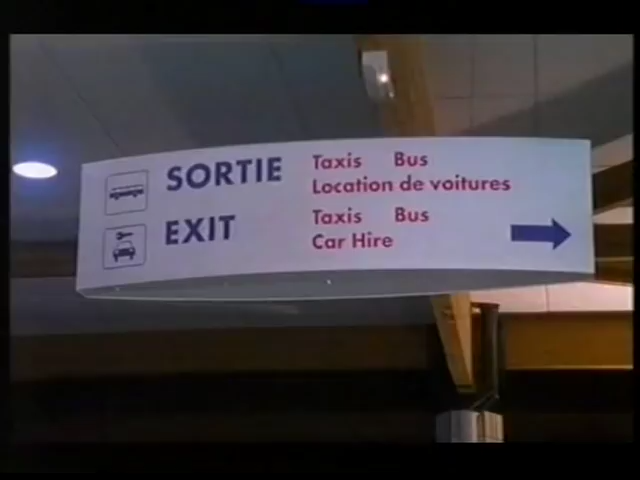 SORTIE Taxis Bus
Location de voitures
EXIT Taxis Bus
Car Hire